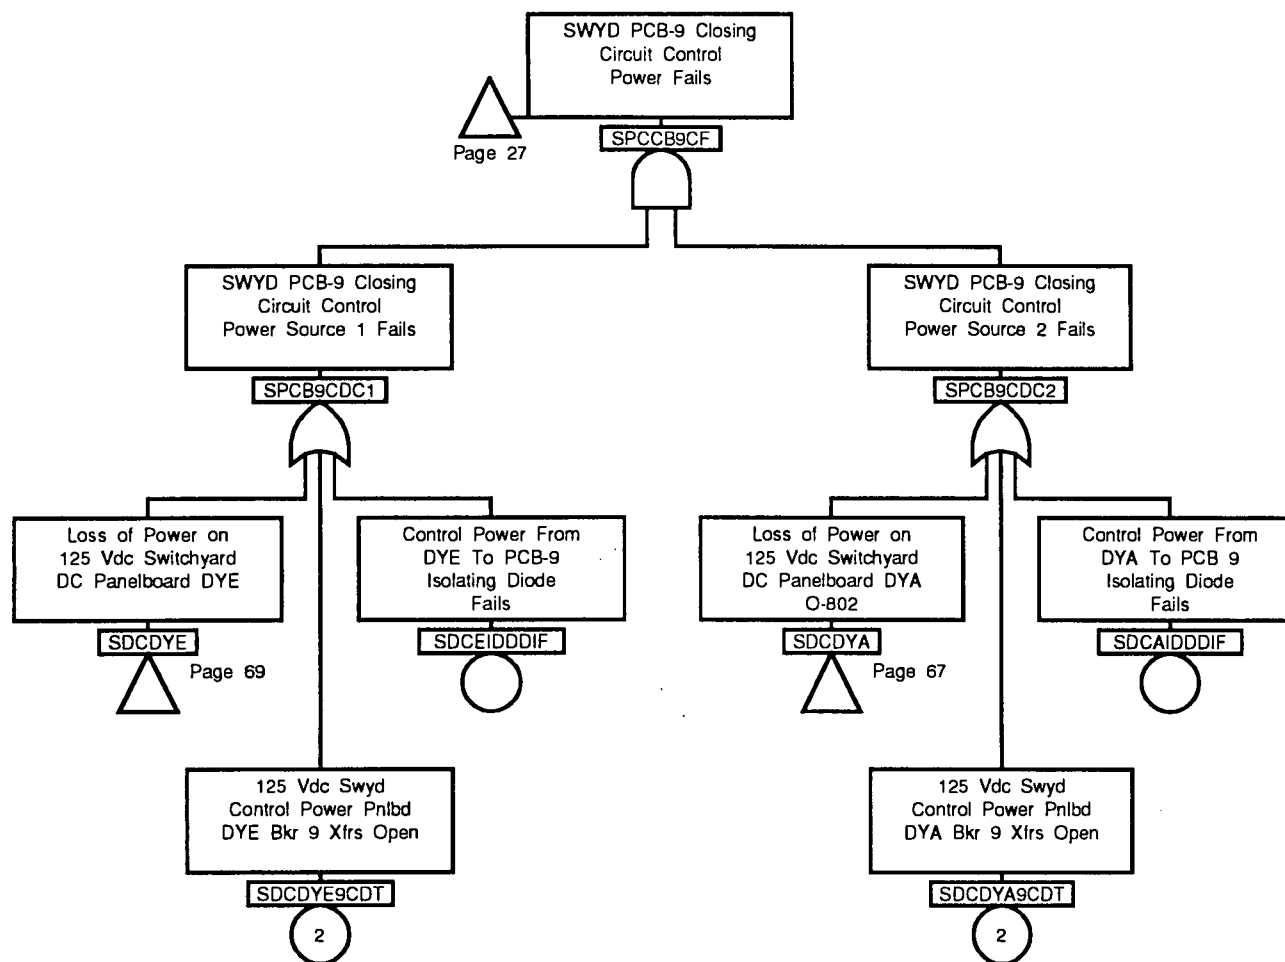 SWYD PCB-9 Closing
Circuit Control
Power Fails
Page 27
SPCCB9CF
SWYD PCB-9 Closing
Circuit Control
Power Source 1 Fails
SPCB9CDC1
SWYD PCB-9 Closing
Circuit Control
Power Source 2 Fails
SPCB9CDC2
Loss of Power on
125 Vdc Switchyard
DC Panelboard DYE
SDCDYE
Page 69
Control Power From
DYE To PCB-9
Isolating Diode
Fails
SDCEIDDDIF
Loss of Power on
125 Vdc Switchyard
DC Panelboard DYA
O-802
SDCDYA
Page 67
Control Power From
DYA To PCB 9
Isolating Diode
Fails
SDCAIDDDIF
125 Vdc Swyd
Control Power Pnlbd
DYE Bkr 9 Xfrs Open
SDCDYE9CDT
2
125 Vdc Swyd
Control Power Pnlbd
DYA Bkr 9 Xfrs Open
SDCDYA9CDT
2